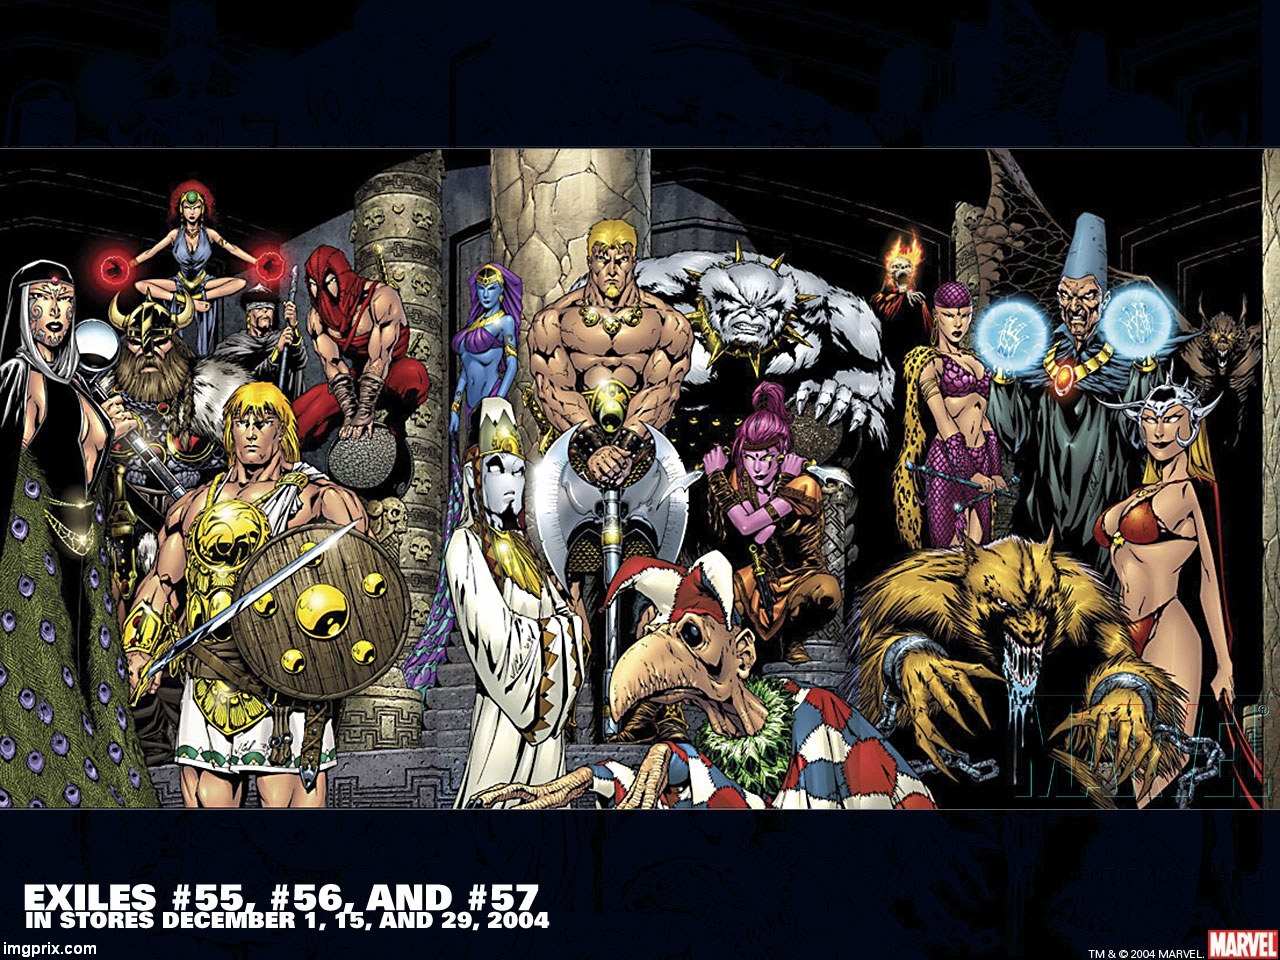 MARVEL®
EXILES #55, #56, AND #57
IN STORES DECEMBER 1, 15, AND 29, 2004
imgprix.com
TM & © 2004 MARVEL. MARVEL